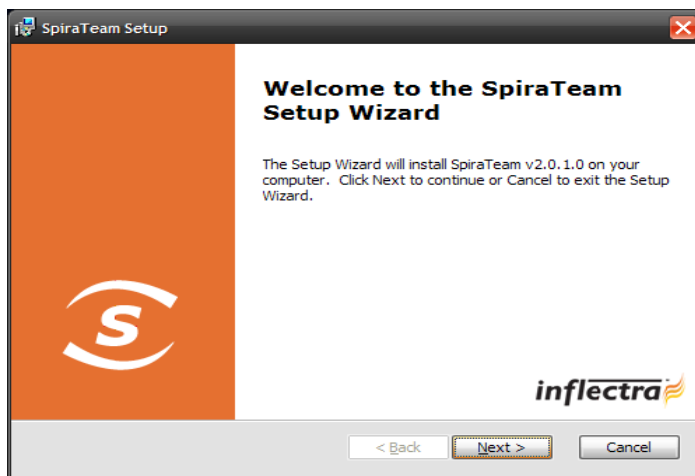 SpiraTeam Setup
Welcome to the SpiraTeam
Setup Wizard
The Setup Wizard will install SpiraTeam v2.0.1.0 on your
computer. Click Next to continue or Cancel to exit the Setup
Wizard.
S
inflectra
< Back Next > Cancel